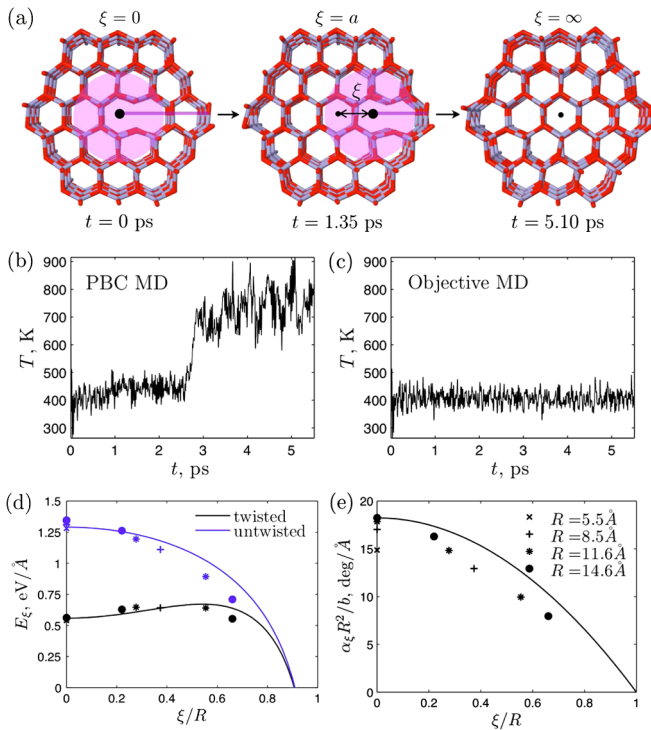 (a) ξ = 0 ξ = a ξ = ∞
ξ
t = 0 ps t = 1.35 ps t = 5.10 ps
(b) (c)
900
800
700
600
500
400
300
T, K
PBC MD
0 1 2 3 4 5
t, ps
900
800
700
600
500
400
300
T, K
Objective MD
0 1 2 3 4 5
t, ps
(d) (e)
1.5
1.25
1
0.75
0.5
0.25
0
E_ξ, eV/Å
twisted
untwisted
0 0.2 0.4 0.6 0.8 1
ξ/R
20
15
10
5
0
α_ξR²/b, deg/Å
× R = 5.5Å
+ R = 8.5Å
∗ R = 11.6Å
● R = 14.6Å
0 0.2 0.4 0.6 0.8 1
ξ/R